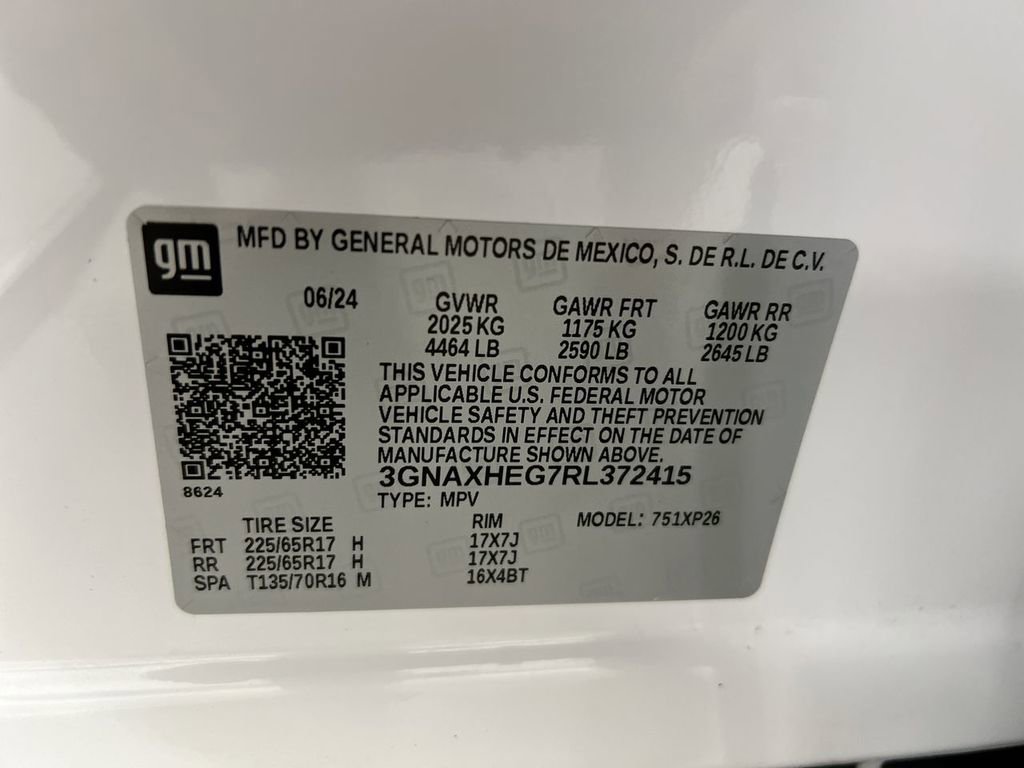 gm
MFD BY GENERAL MOTORS DE MEXICO, S. DE R.L. DE C.V.
06/24 GVWR GAWR FRT GAWR RR
2025 KG 1175 KG 1200 KG
4464 LB 2590 LB 2645 LB
THIS VEHICLE CONFORMS TO ALL
APPLICABLE U.S. FEDERAL MOTOR
VEHICLE SAFETY AND THEFT PREVENTION
STANDARDS IN EFFECT ON THE DATE OF
MANUFACTURE SHOWN ABOVE.
3GNAXHEG7RL372415
8624
TYPE: MPV
TIRE SIZE RIM MODEL: 751XP26
FRT 225/65R17 H 17X7J
RR 225/65R17 H 17X7J
SPA T135/70R16 M 16X4BT